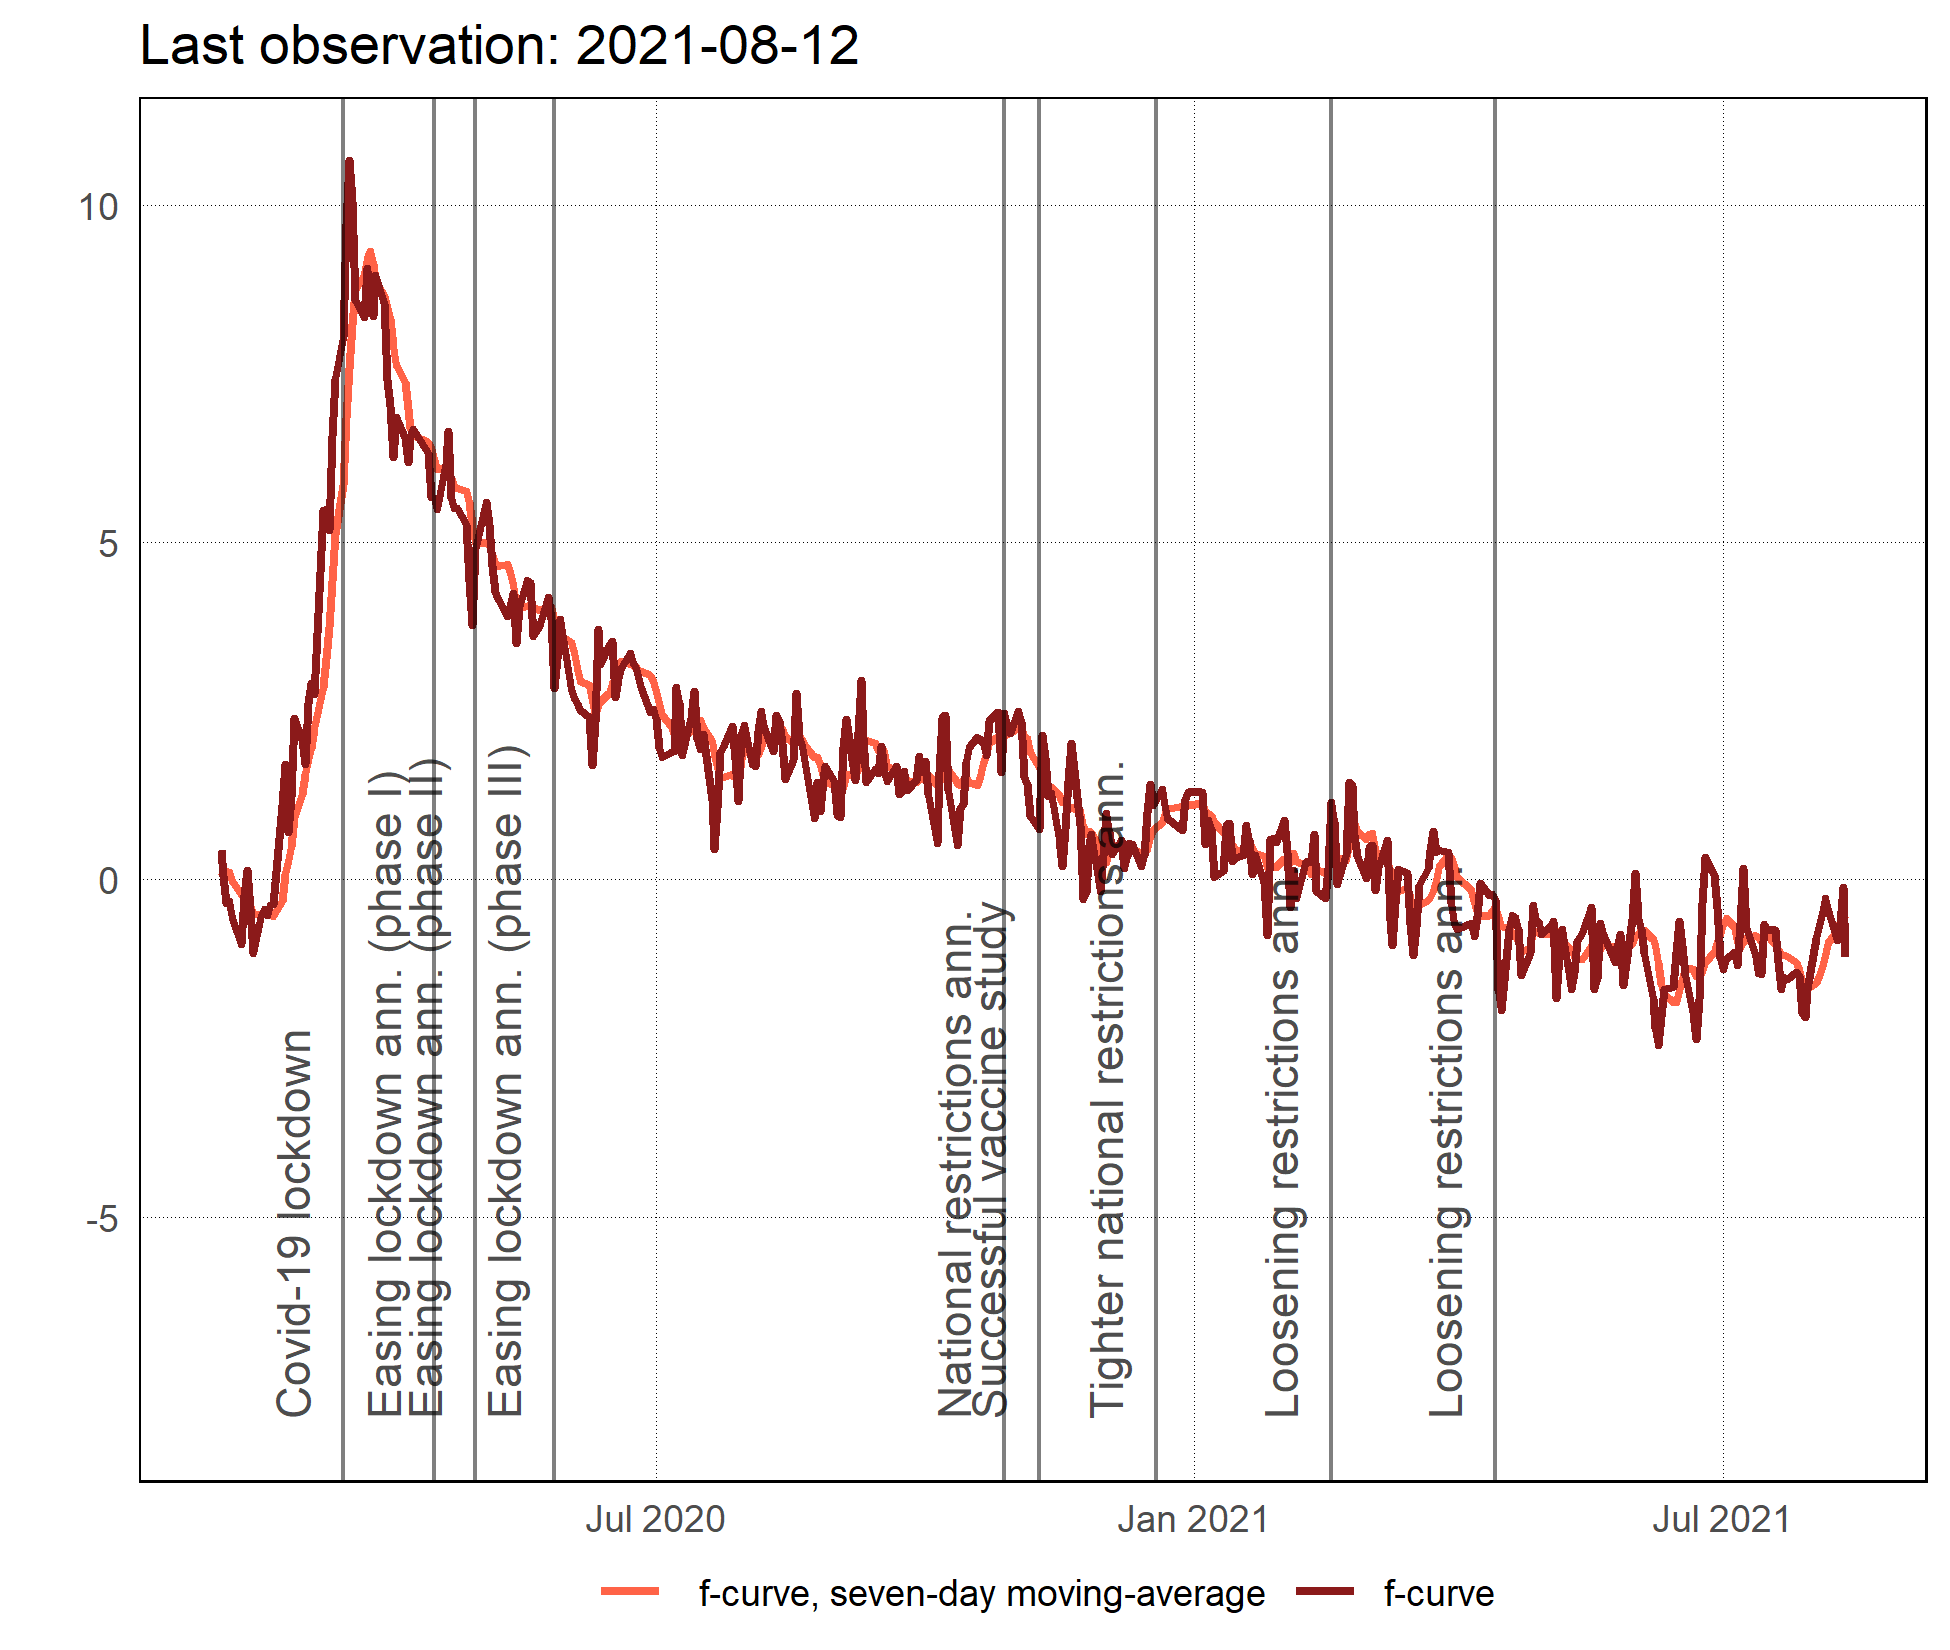 Last observation: 2021-08-12
10
5
0
-5
Covid-19 lockdown
Easing lockdown ann. (phase I)
Easing lockdown ann. (phase II)
Easing lockdown ann. (phase III)
National restrictions ann.
Successful vaccine study
Tighter national restrictions ann.
Loosening restrictions ann.
Loosening restrictions ann.
Jul 2020
Jan 2021
Jul 2021
f-curve, seven-day moving-average
f-curve